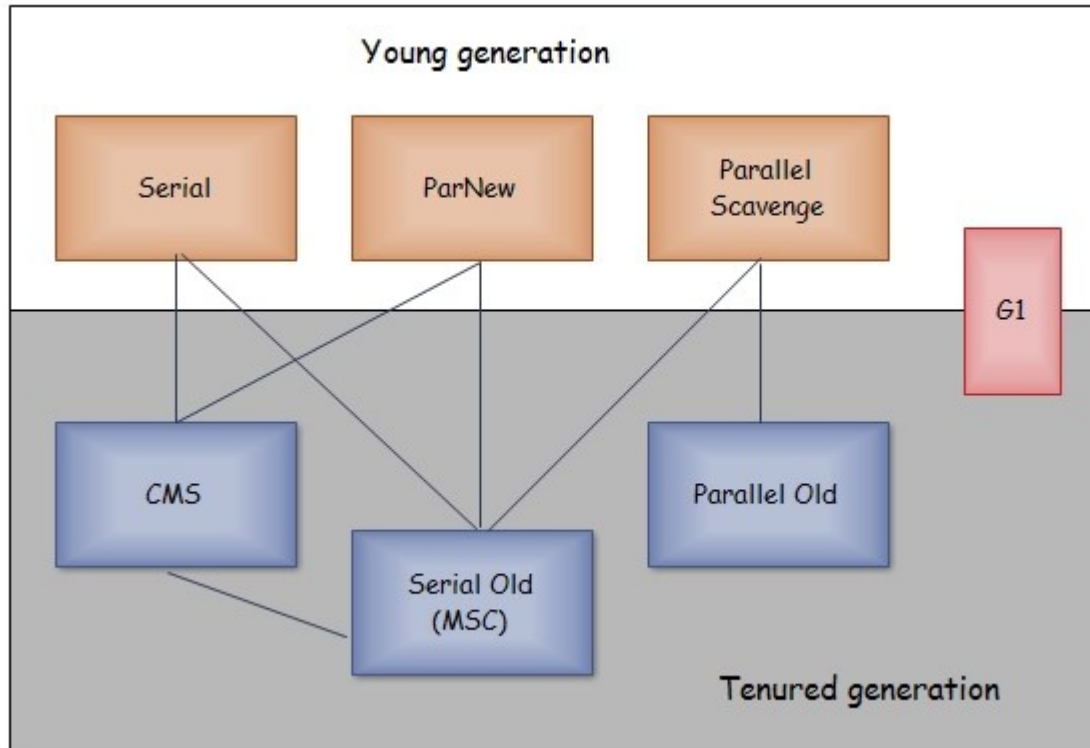 Young generation
Serial
ParNew
Parallel
Scavenge
G1
CMS
Parallel Old
Serial Old
(MSC)
Tenured generation